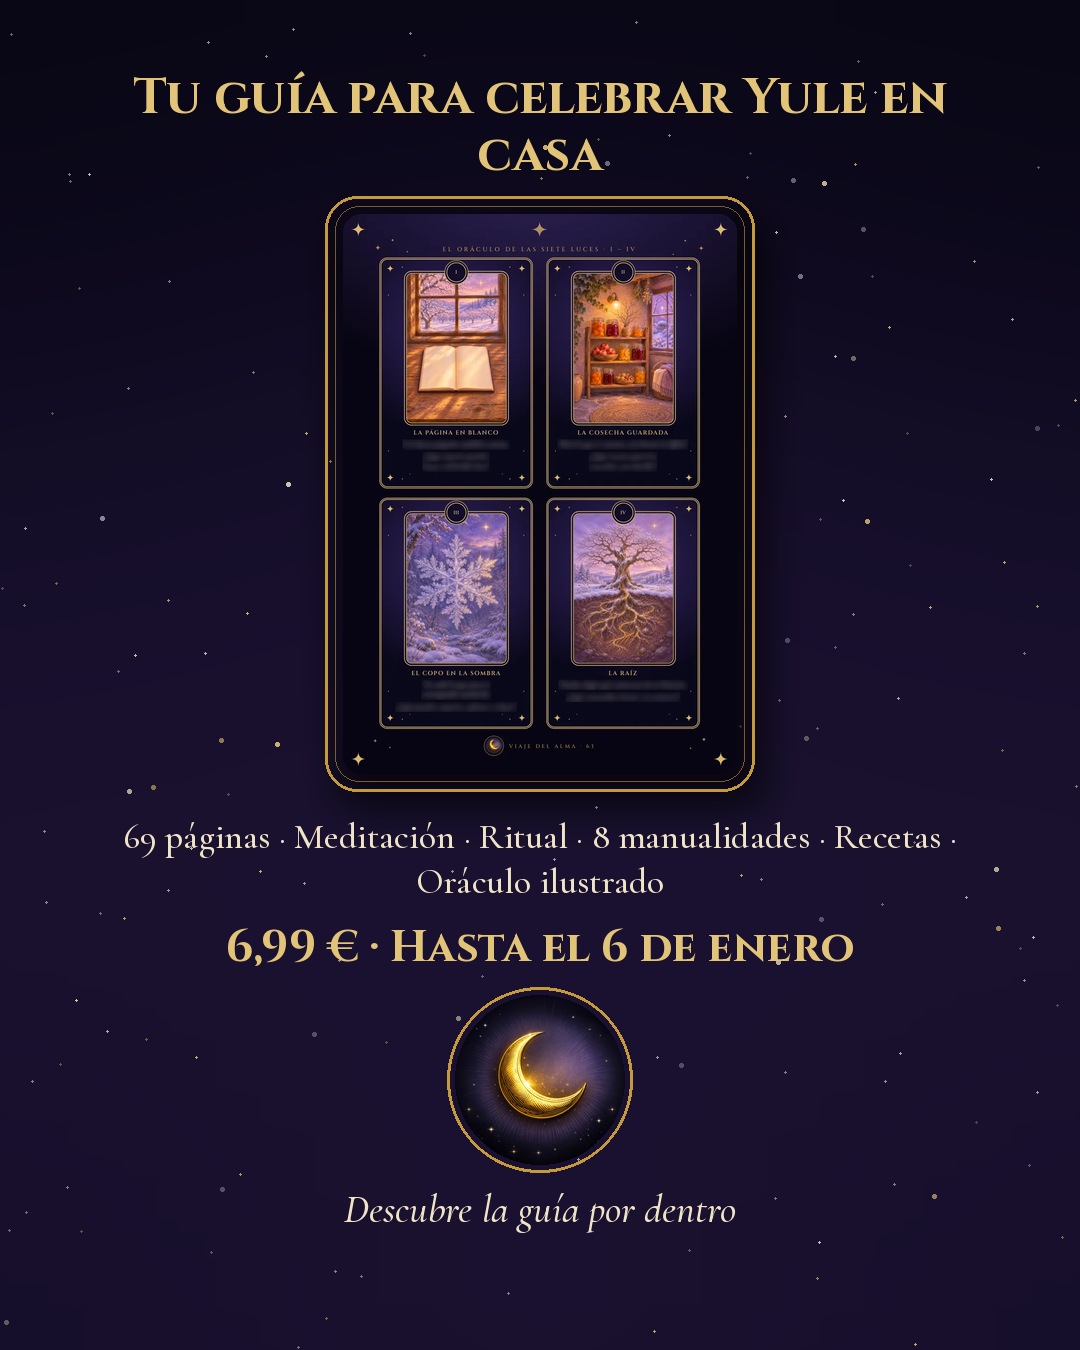 Tu guía para celebrar Yule en
casa
EL ORÁCULO DE LAS SIETE LUCES · I – IV
I
II
LA PÁGINA EN BLANCO
LA COSECHA GUARDADA
III
IV
EL COPO EN LA SOMBRA
LA RAÍZ
VIAJE DEL ALMA · 63
69 páginas · Meditación · Ritual · 8 manualidades · Recetas ·
Oráculo ilustrado
6,99 € · Hasta el 6 de enero
Descubre la guía por dentro